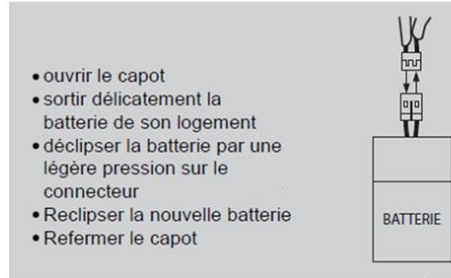 • ouvrir le capot
• sortir délicatement la
batterie de son logement
• déclipser la batterie par une
légère pression sur le
connecteur
• Reclipser la nouvelle batterie
• Refermer le capot
BATTERIE